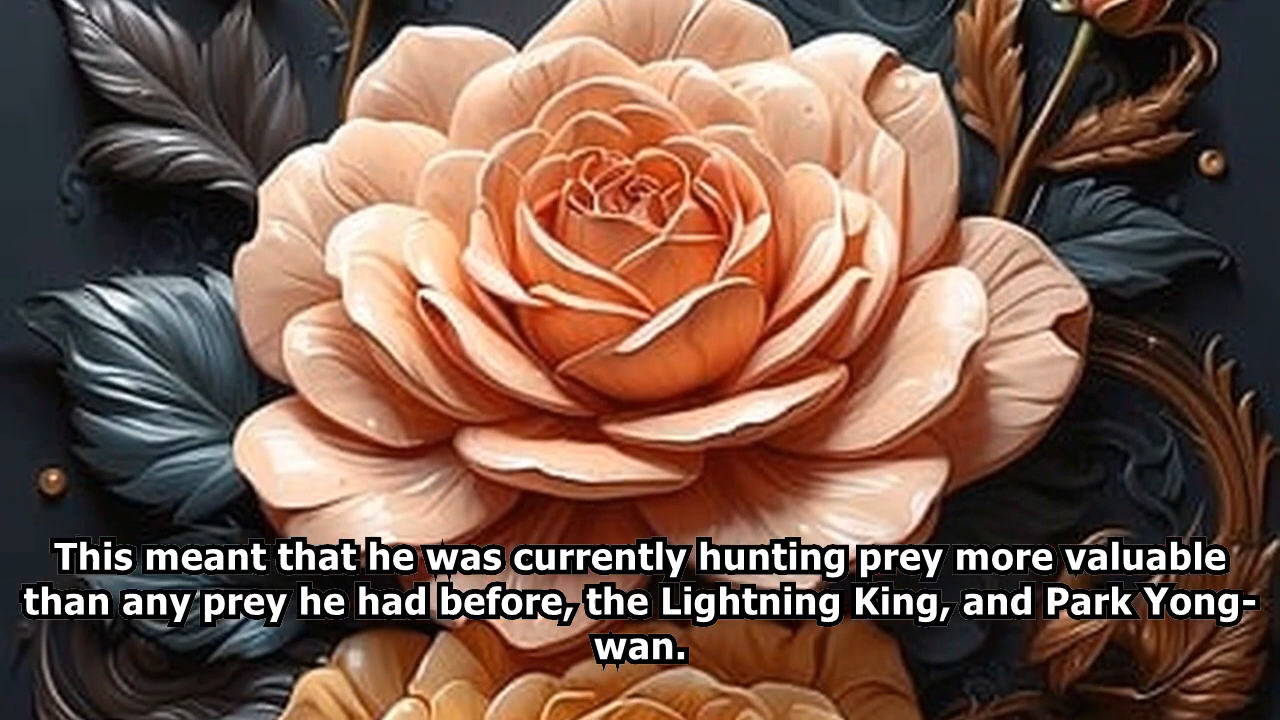 This meant that he was currently hunting prey more valuable
than any prey he had before, the Lightning King, and Park Yong-
wan.